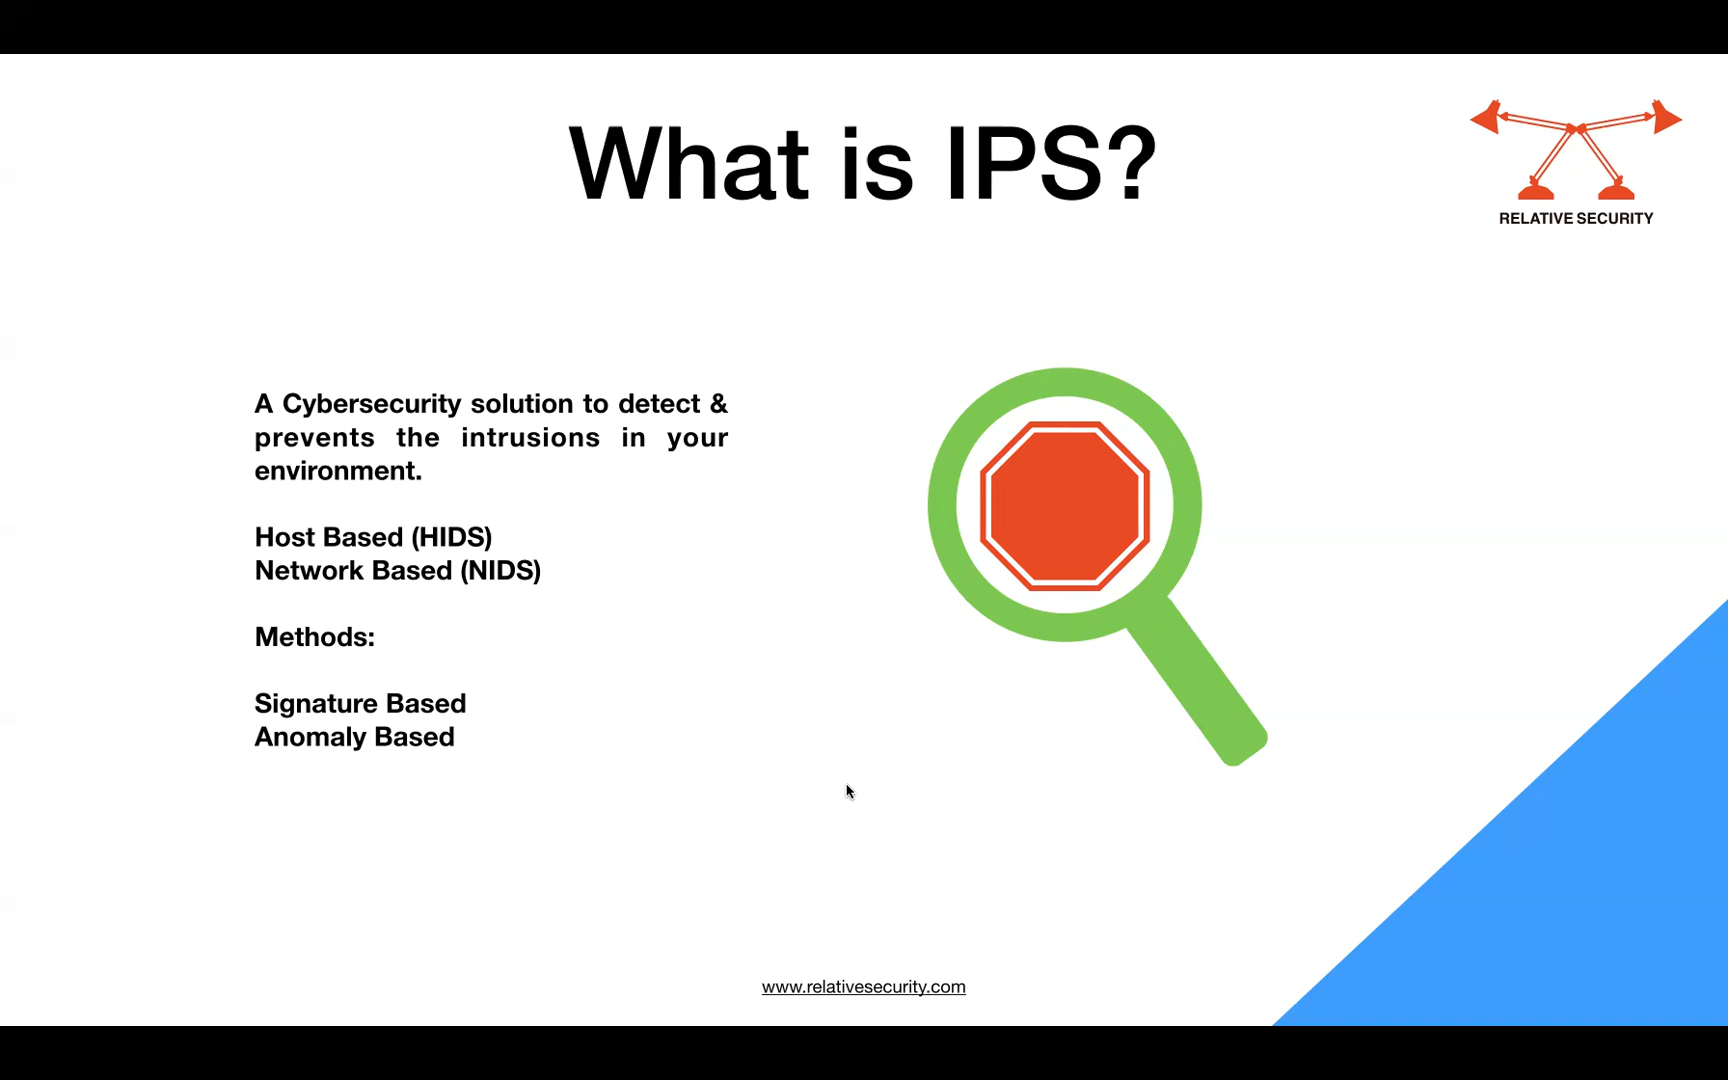 What is IPS?
RELATIVE SECURITY
A Cybersecurity solution to detect &
prevents the intrusions in your
environment.
Host Based (HIDS)
Network Based (NIDS)
Methods:
Signature Based
Anomaly Based
www.relativesecurity.com